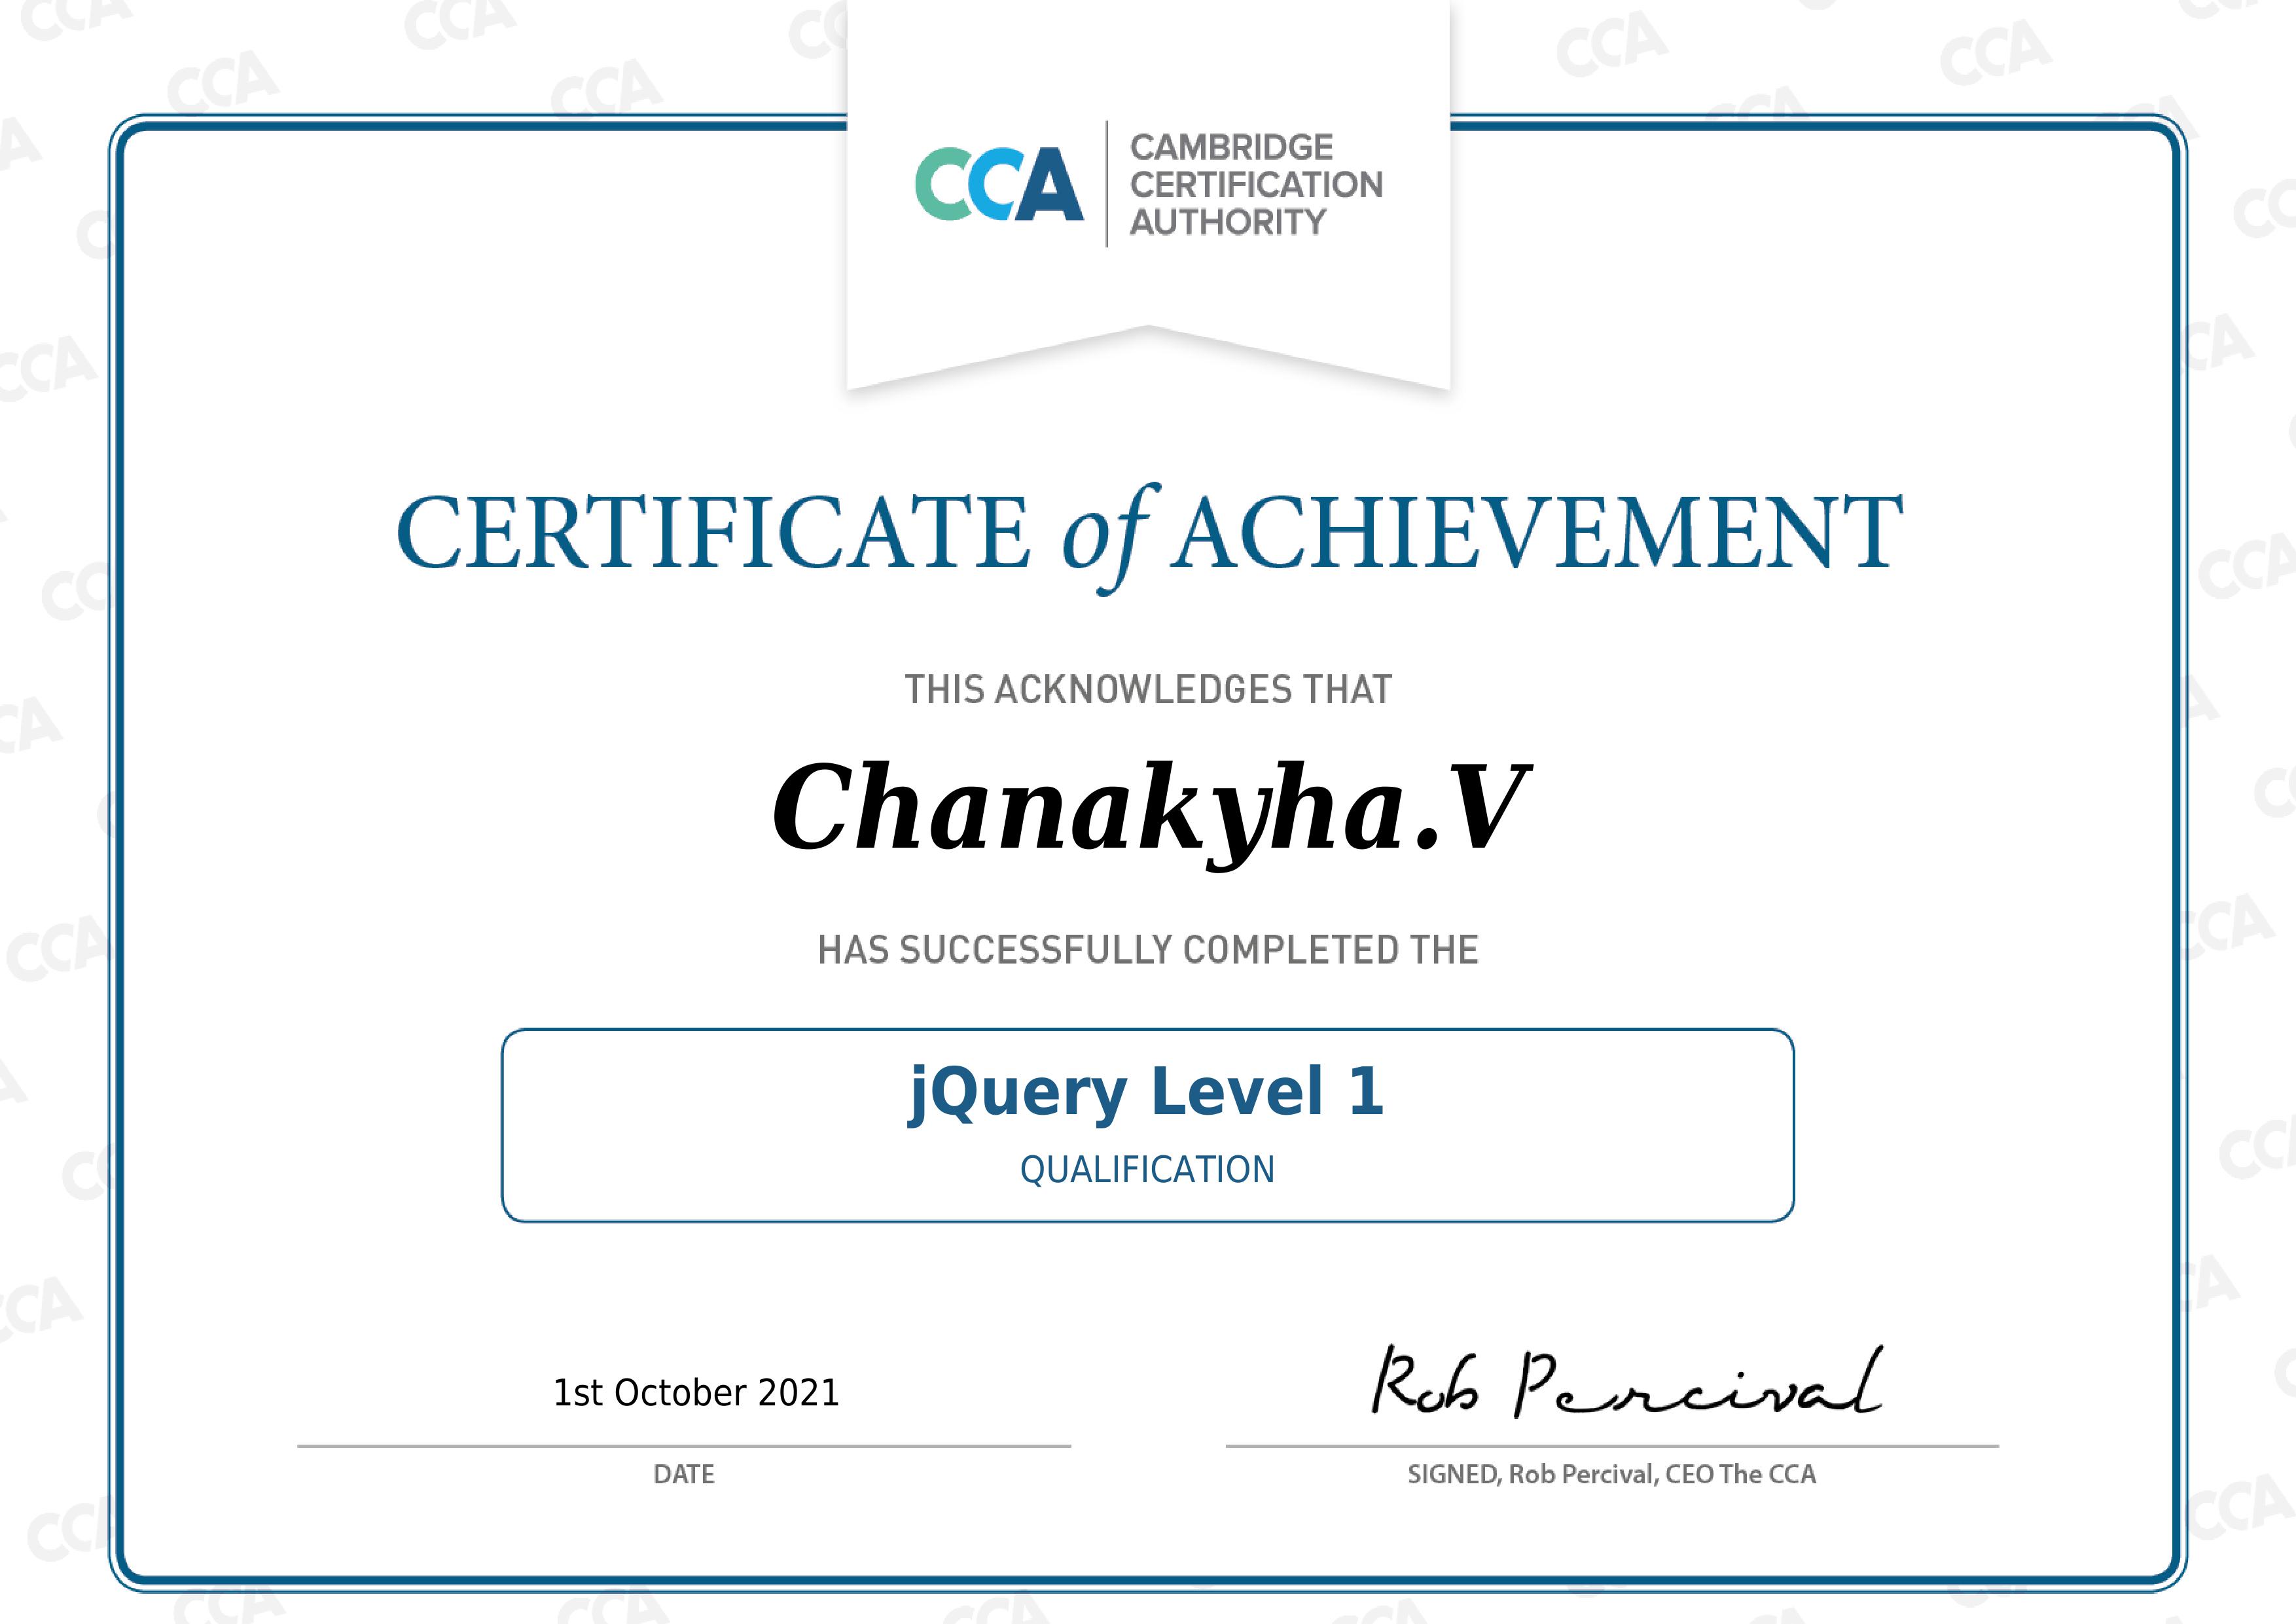 CCA
CAMBRIDGE
CERTIFICATION
AUTHORITY
CERTIFICATE of ACHIEVEMENT
THIS ACKNOWLEDGES THAT
Chanakyha.V
HAS SUCCESSFULLY COMPLETED THE
jQuery Level 1
QUALIFICATION
1st October 2021
Rob Percival
DATE
SIGNED, Rob Percival, CEO The CCA